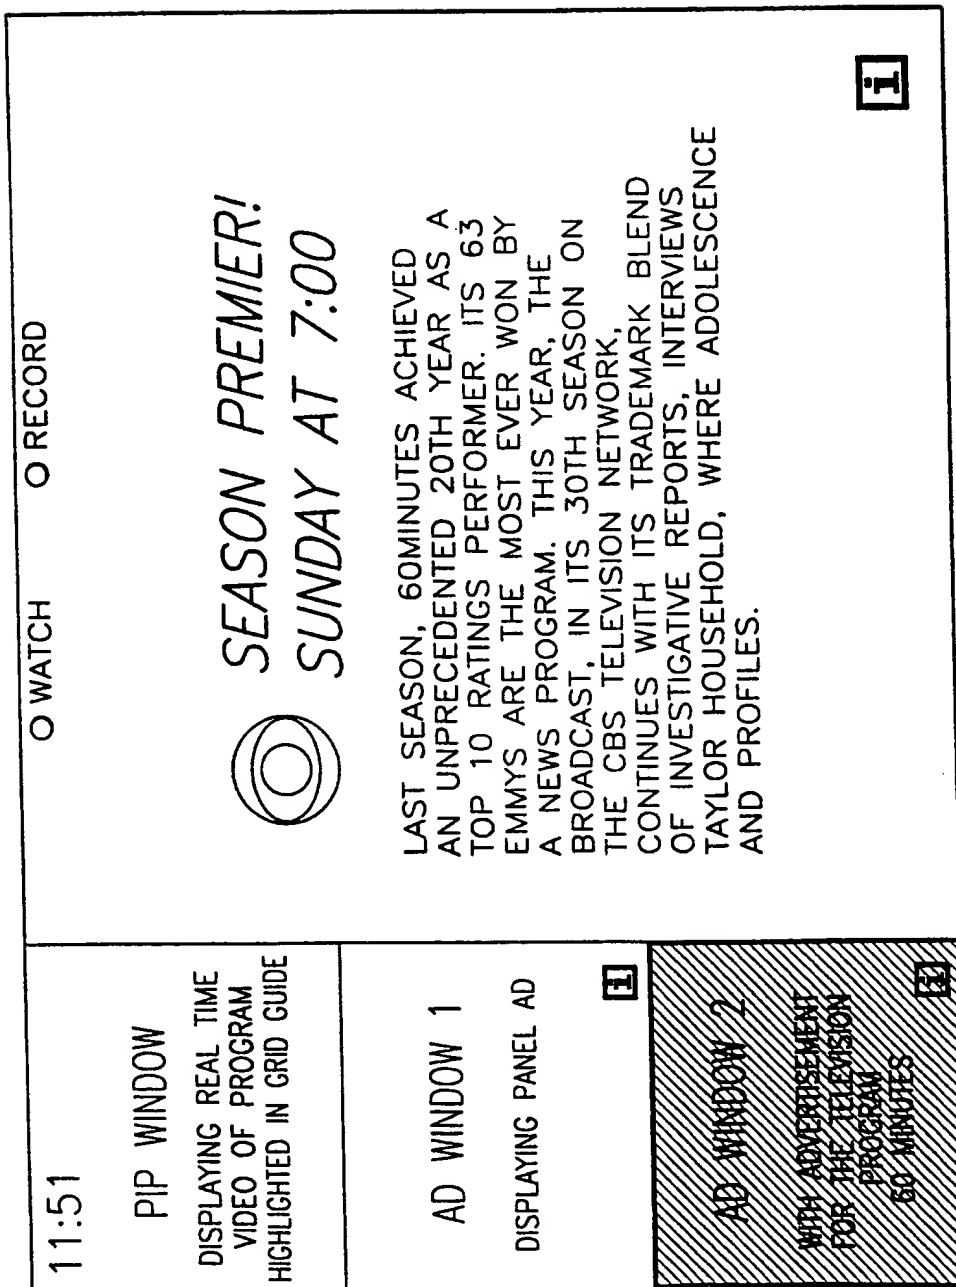 11:51
O WATCH
O RECORD
PIP WINDOW
DISPLAYING REAL TIME
VIDEO OF PROGRAM
HIGHLIGHTED IN GRID GUIDE
AD WINDOW 1
DISPLAYING PANEL AD
i
AD WINDOW 2
WITH ADVERTISEMENT
FOR THE TELEVISION
PROGRAM
60 MINUTES
i
SEASON PREMIER!
SUNDAY AT 7:00
LAST SEASON, 60MINUTES ACHIEVED
AN UNPRECEDENTED 20TH YEAR AS A
TOP 10 RATINGS PERFORMER. ITS 63
EMMYS ARE THE MOST EVER WON BY
A NEWS PROGRAM. THIS YEAR, THE
BROADCAST, IN ITS 30TH SEASON ON
THE CBS TELEVISION NETWORK,
CONTINUES WITH ITS TRADEMARK BLEND
OF INVESTIGATIVE REPORTS, INTERVIEWS
TAYLOR HOUSEHOLD, WHERE ADOLESCENCE
AND PROFILES.
i